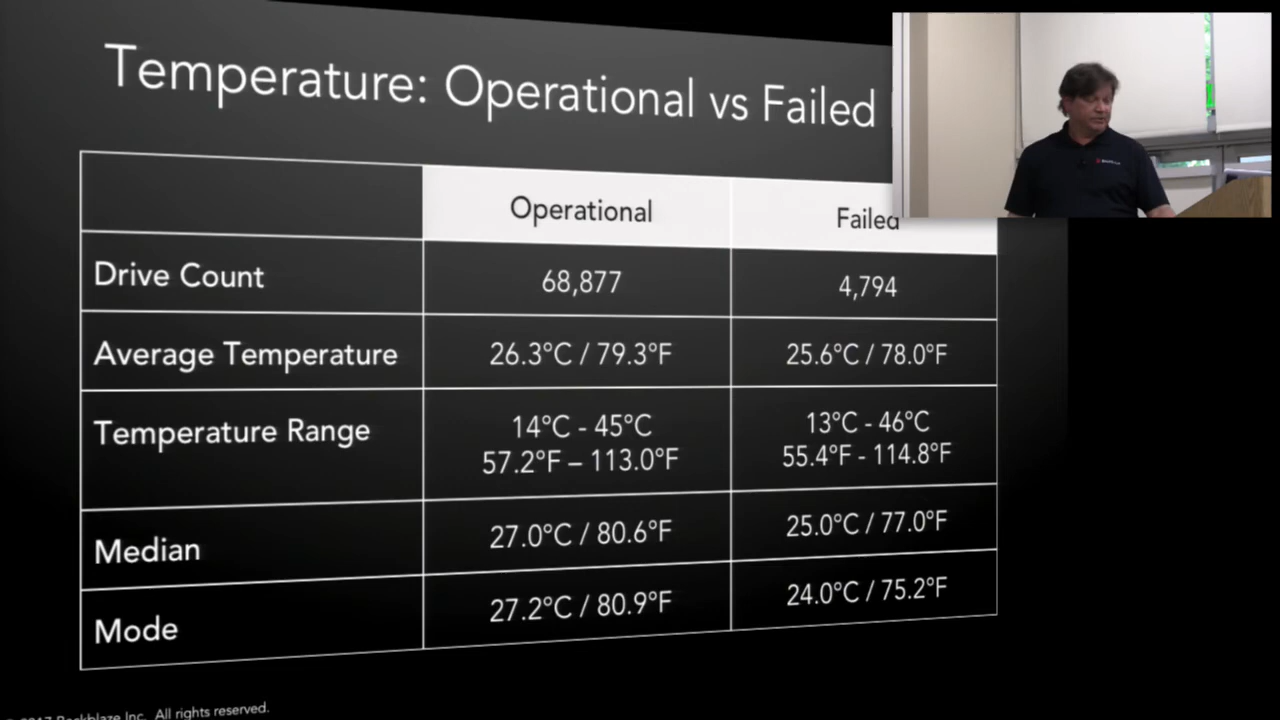 Temperature: Operational vs Failed
Operational
Failed
Drive Count
68,877
4,794
Average Temperature
26.3°C / 79.3°F
25.6°C / 78.0°F
Temperature Range
14°C - 45°C
57.2°F – 113.0°F
13°C - 46°C
55.4°F - 114.8°F
Median
27.0°C / 80.6°F
25.0°C / 77.0°F
Mode
27.2°C / 80.9°F
24.0°C / 75.2°F
2017 Backblaze Inc. All rights reserved.